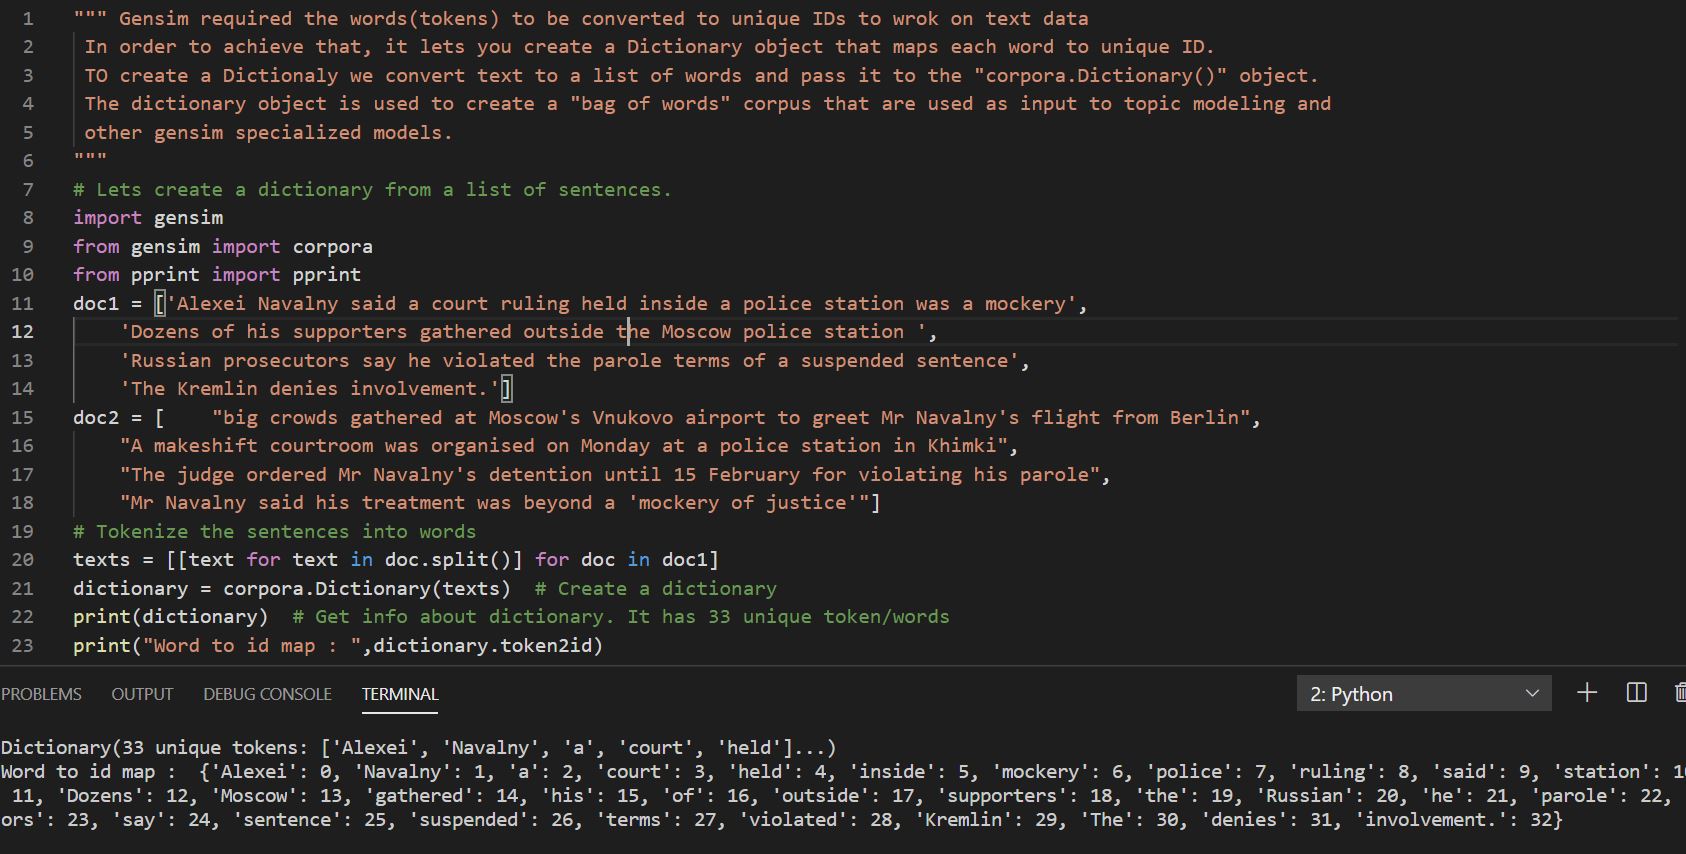 1 """ Gensim required the words(tokens) to be converted to unique IDs to wrok on text data
2 In order to achieve that, it lets you create a Dictionary object that maps each word to unique ID.
3 TO create a Dictionaly we convert text to a list of words and pass it to the "corpora.Dictionary()" object.
4 The dictionary object is used to create a "bag of words" corpus that are used as input to topic modeling and
5 other gensim specialized models.
6 """
7 # Lets create a dictionary from a list of sentences.
8 import gensim
9 from gensim import corpora
10 from pprint import pprint
11 doc1 = ['Alexei Navalny said a court ruling held inside a police station was a mockery',
12 'Dozens of his supporters gathered outside the Moscow police station ',
13 'Russian prosecutors say he violated the parole terms of a suspended sentence',
14 'The Kremlin denies involvement.']
15 doc2 = [    "big crowds gathered at Moscow's Vnukovo airport to greet Mr Navalny's flight from Berlin",
16 "A makeshift courtroom was organised on Monday at a police station in Khimki",
17 "The judge ordered Mr Navalny's detention until 15 February for violating his parole",
18 "Mr Navalny said his treatment was beyond a 'mockery of justice'"]
19 # Tokenize the sentences into words
20 texts = [[text for text in doc.split()] for doc in doc1]
21 dictionary = corpora.Dictionary(texts)  # Create a dictionary
22 print(dictionary)  # Get info about dictionary. It has 33 unique token/words
23 print("Word to id map : ",dictionary.token2id)
PROBLEMS OUTPUT DEBUG CONSOLE TERMINAL 2: Python
Dictionary(33 unique tokens: ['Alexei', 'Navalny', 'a', 'court', 'held']...)
Word to id map :  {'Alexei': 0, 'Navalny': 1, 'a': 2, 'court': 3, 'held': 4, 'inside': 5, 'mockery': 6, 'police': 7, 'ruling': 8, 'said': 9, 'station': 1
11, 'Dozens': 12, 'Moscow': 13, 'gathered': 14, 'his': 15, 'of': 16, 'outside': 17, 'supporters': 18, 'the': 19, 'Russian': 20, 'he': 21, 'parole': 22,
ors': 23, 'say': 24, 'sentence': 25, 'suspended': 26, 'terms': 27, 'violated': 28, 'Kremlin': 29, 'The': 30, 'denies': 31, 'involvement.': 32}